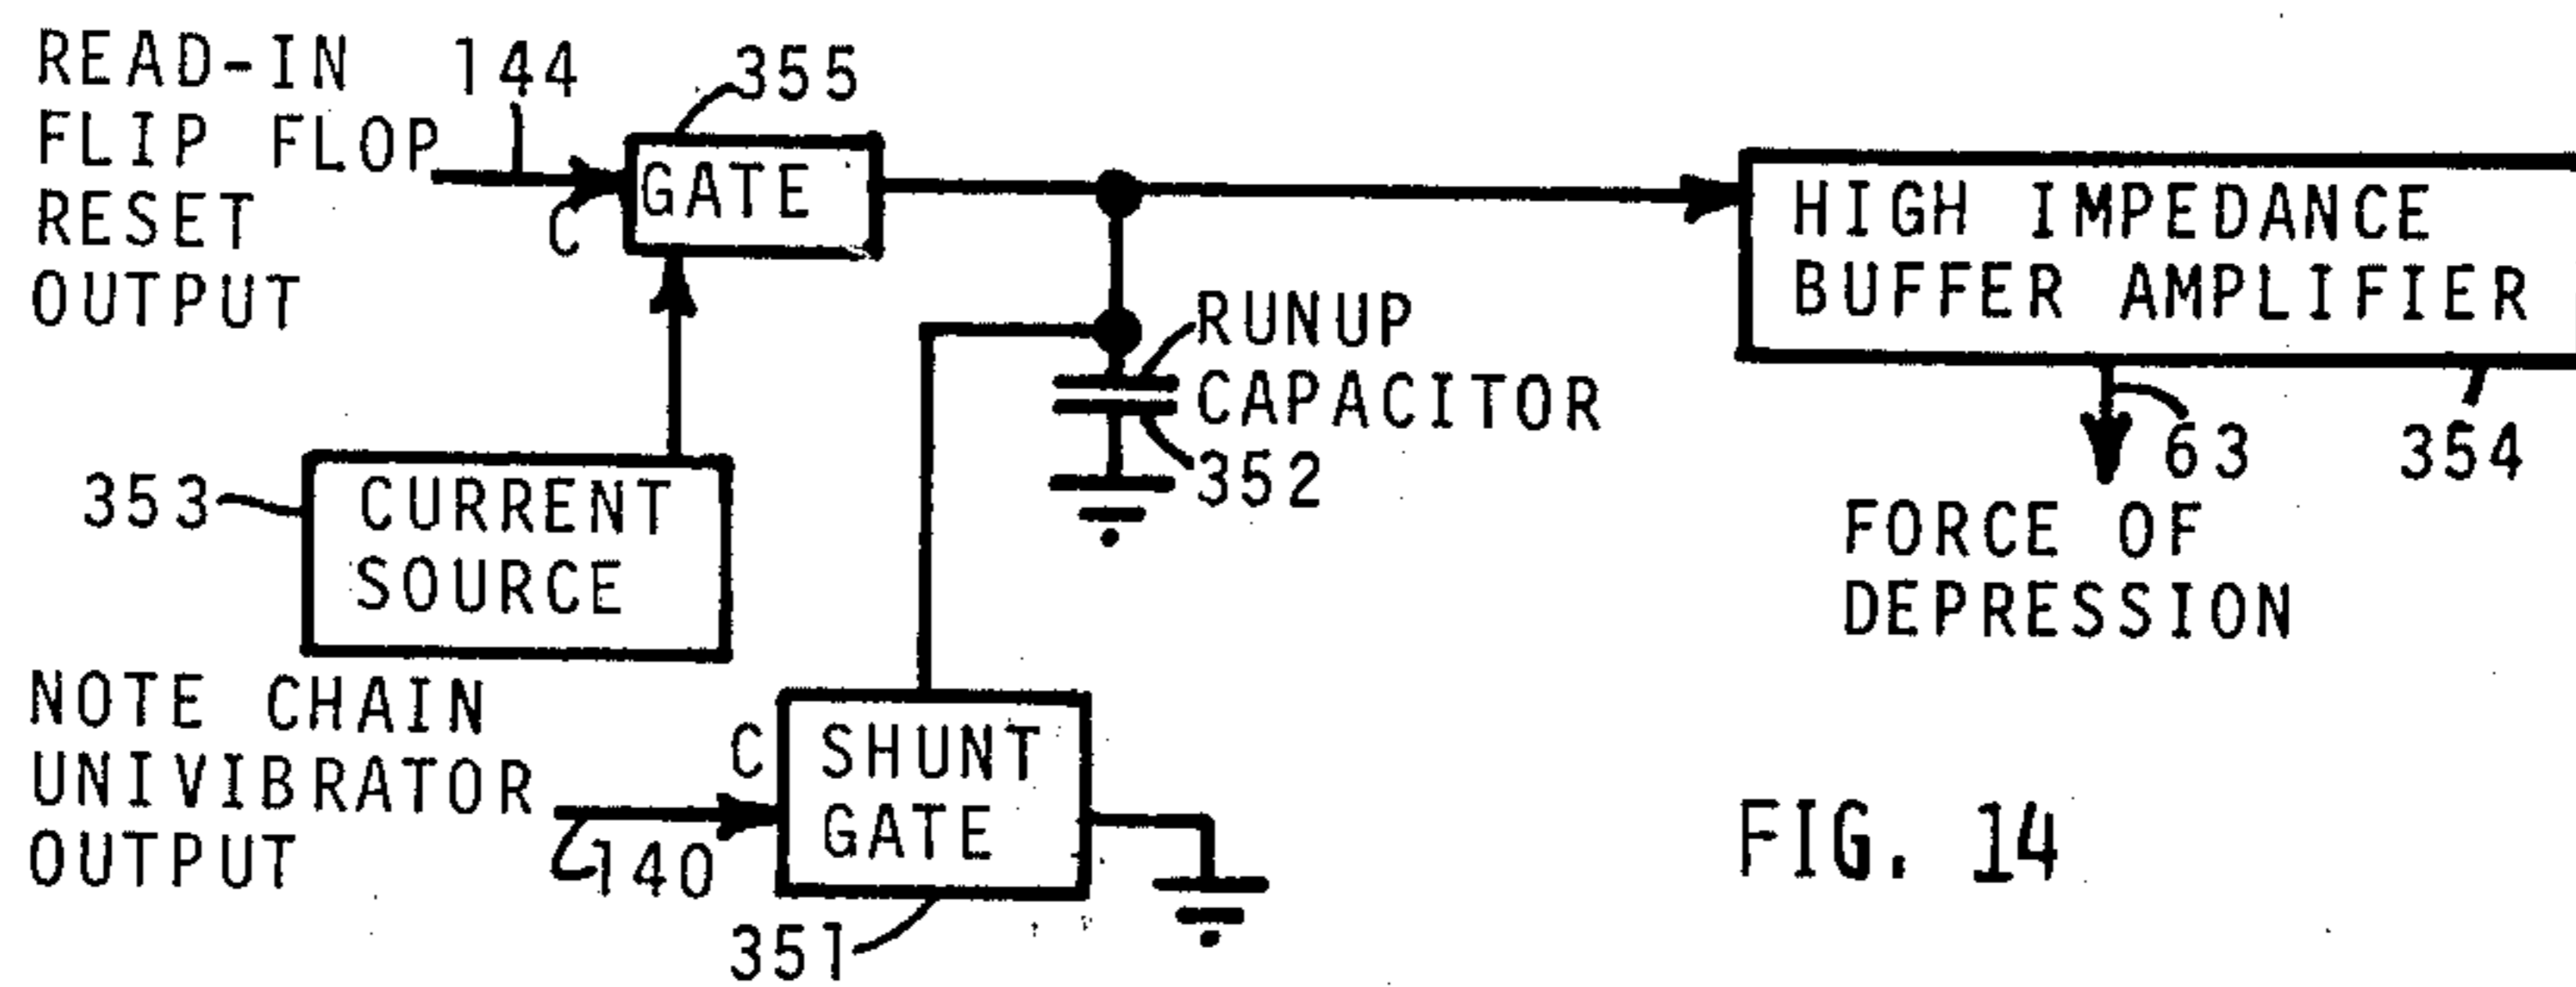 READ-IN
FLIP FLOP
RESET
OUTPUT
144
355
C
GATE
HIGH IMPEDANCE
BUFFER AMPLIFIER
RUNUP
CAPACITOR
352
353
CURRENT
SOURCE
63
354
FORCE OF
DEPRESSION
NOTE CHAIN
UNIVIBRATOR
OUTPUT
140
C
SHUNT
GATE
351
FIG. 14